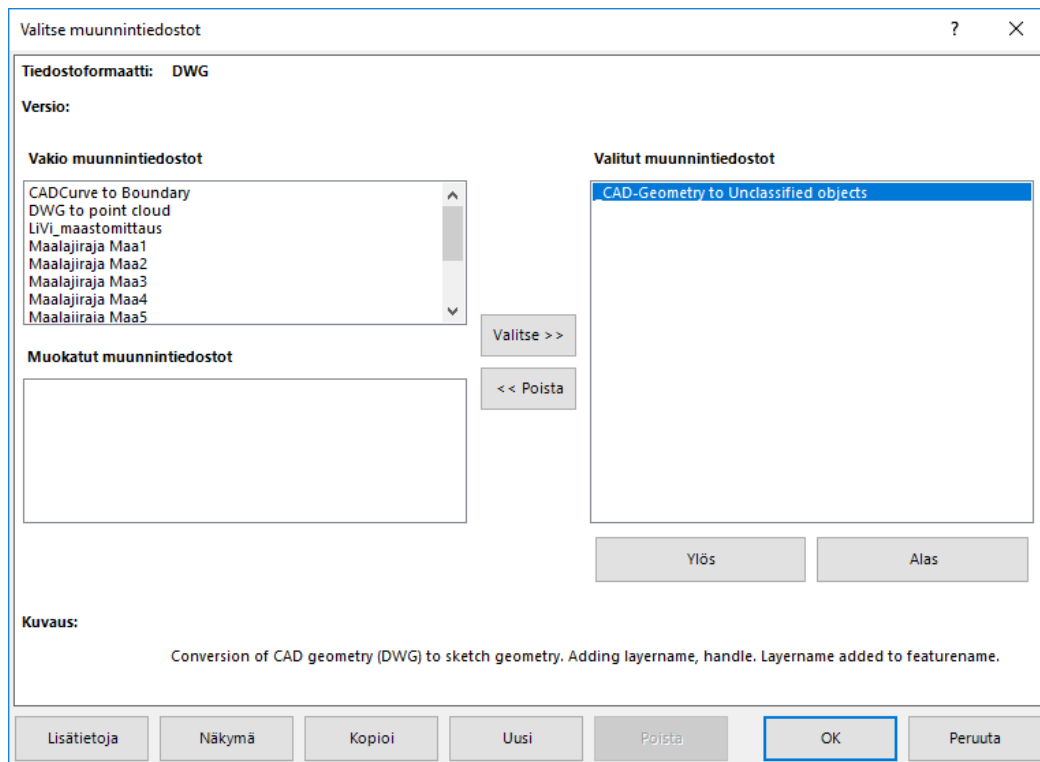 Valitse muunnintiedostot
?
Tiedostoformaatti: DWG
Versio:
Vakio muunnintiedostot
CADCurve to Boundary
DWG to point cloud
LiVi_maastomittaus
Maalajiraja Maa1
Maalajiraja Maa2
Maalajiraja Maa3
Maalajiraja Maa4
Maalajiraja Maa5
Muokatut muunnintiedostot
Valitse >>
<< Poista
Valitut muunnintiedostot
_CAD-Geometry to Unclassified objects
Ylös
Alas
Kuvaus:
Conversion of CAD geometry (DWG) to sketch geometry. Adding layername, handle. Layername added to featurename.
Lisätietoja
Näkymä
Kopioi
Uusi
Poista
OK
Peruuta